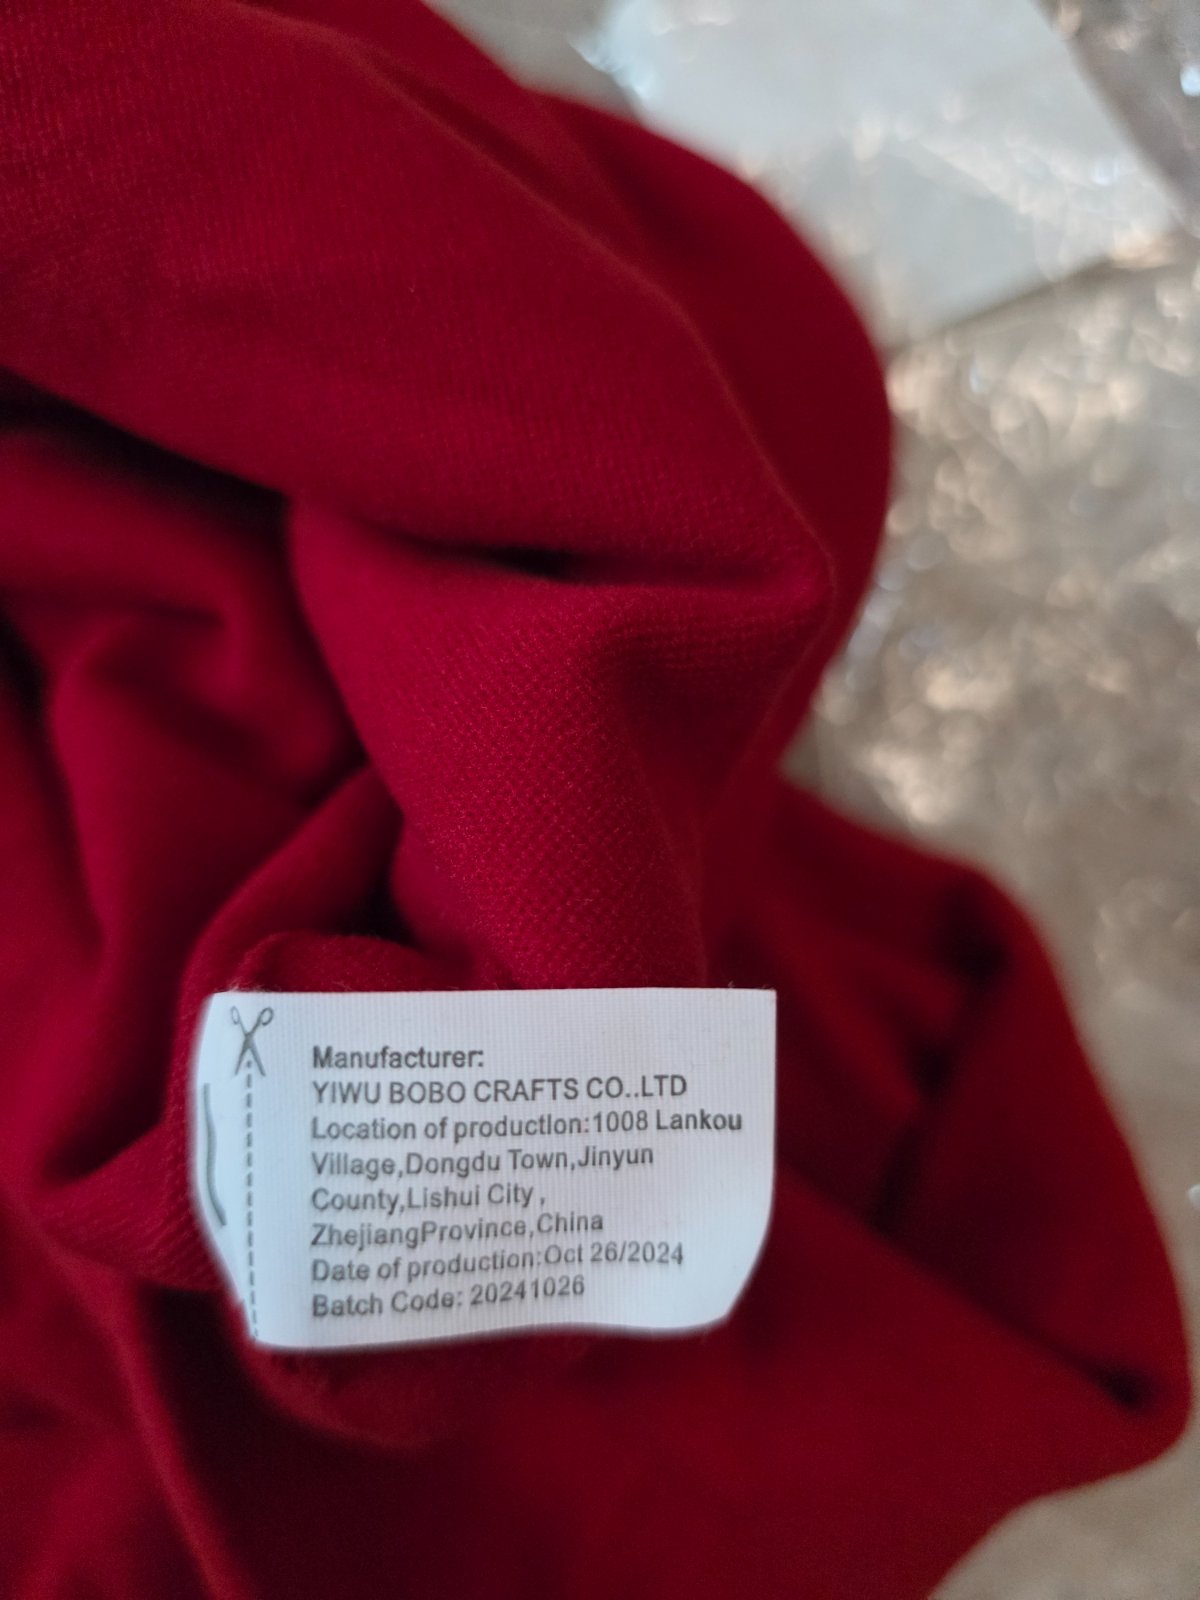 Manufacturer:
YIWU BOBO CRAFTS CO..LTD
Location of production:1008 Lankou
Village,Dongdu Town,Jinyun
County,Lishui City,
ZhejiangProvince,China
Date of production:Oct 26/2024
Batch Code: 20241026